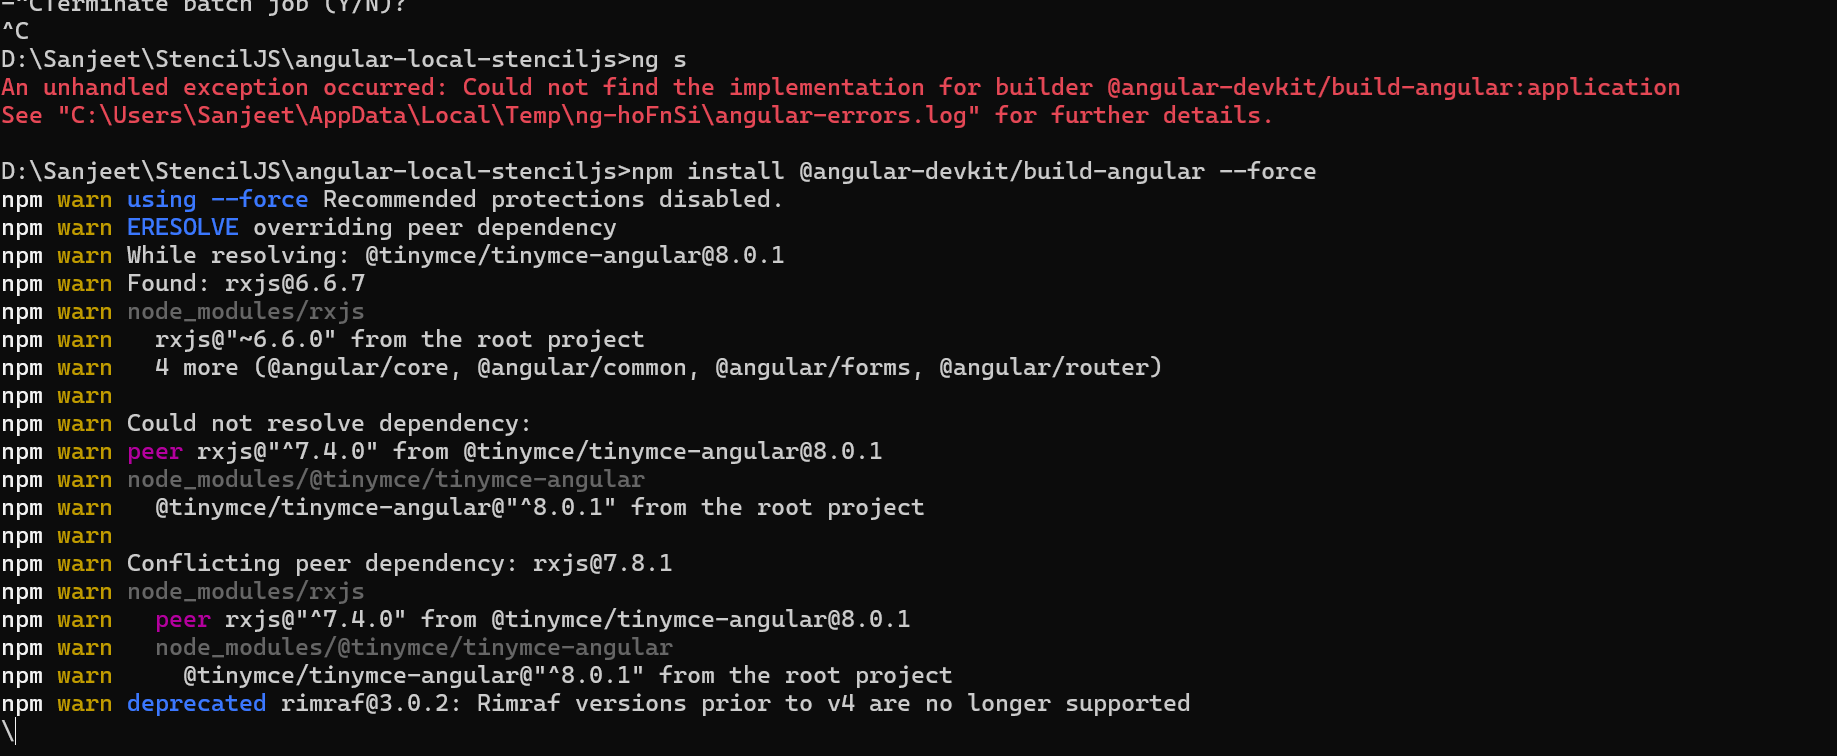 -^CTerminate batch job (Y/N)?
^C
D:\Sanjeet\StencilJS\angular-local-stenciljs>ng s
An unhandled exception occurred: Could not find the implementation for builder @angular-devkit/build-angular:application
See "C:\Users\Sanjeet\AppData\Local\Temp\ng-hoFnSi\angular-errors.log" for further details.
D:\Sanjeet\StencilJS\angular-local-stenciljs>npm install @angular-devkit/build-angular --force
npm warn using --force Recommended protections disabled.
npm warn ERESOLVE overriding peer dependency
npm warn While resolving: @tinymce/tinymce-angular@8.0.1
npm warn Found: rxjs@6.6.7
npm warn node_modules/rxjs
npm warn   rxjs@"~6.6.0" from the root project
npm warn   4 more (@angular/core, @angular/common, @angular/forms, @angular/router)
npm warn
npm warn Could not resolve dependency:
npm warn peer rxjs@"^7.4.0" from @tinymce/tinymce-angular@8.0.1
npm warn node_modules/@tinymce/tinymce-angular
npm warn   @tinymce/tinymce-angular@"^8.0.1" from the root project
npm warn
npm warn Conflicting peer dependency: rxjs@7.8.1
npm warn node_modules/rxjs
npm warn   peer rxjs@"^7.4.0" from @tinymce/tinymce-angular@8.0.1
npm warn   node_modules/@tinymce/tinymce-angular
npm warn     @tinymce/tinymce-angular@"^8.0.1" from the root project
npm warn deprecated rimraf@3.0.2: Rimraf versions prior to v4 are no longer supported
\